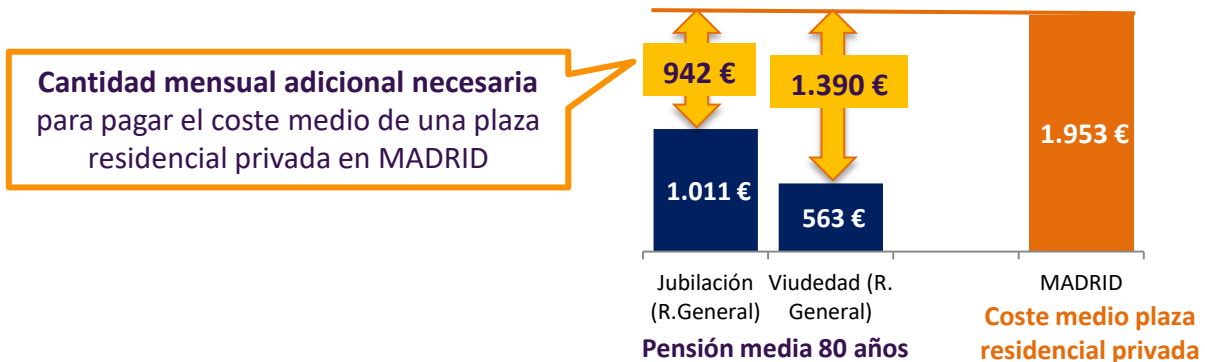 Cantidad mensual adicional necesaria
para pagar el coste medio de una plaza
residencial privada en MADRID
942 €
1.390 €
1.953 €
1.011 €
563 €
Jubilación
(R.General)
Viudedad (R.
General)
MADRID
Pensión media 80 años
Coste medio plaza
residencial privada